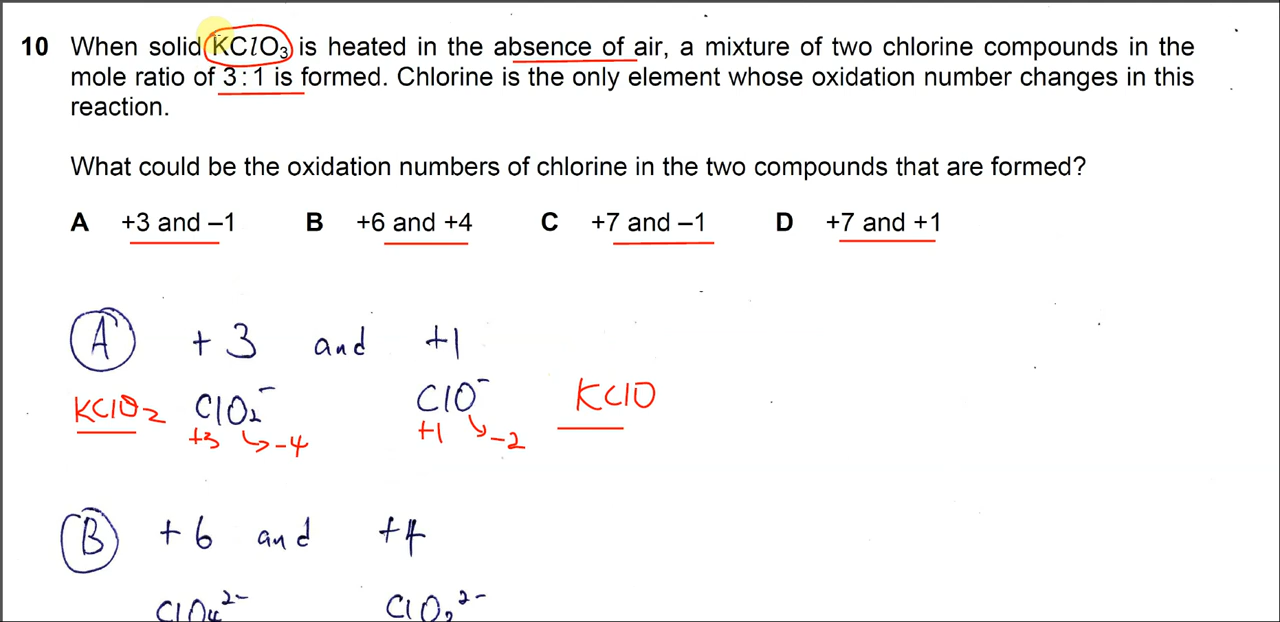 10 When solid KClO3 is heated in the absence of air, a mixture of two chlorine compounds in the
mole ratio of 3 : 1 is formed. Chlorine is the only element whose oxidation number changes in this
reaction.
What could be the oxidation numbers of chlorine in the two compounds that are formed?
A +3 and –1 B +6 and +4 C +7 and –1 D +7 and +1
A +3 and +1
KClO2 ClO2- ClO- KClO
+3 -4 +1 -2
B +6 and +4
ClO4 2- ClO3 2-